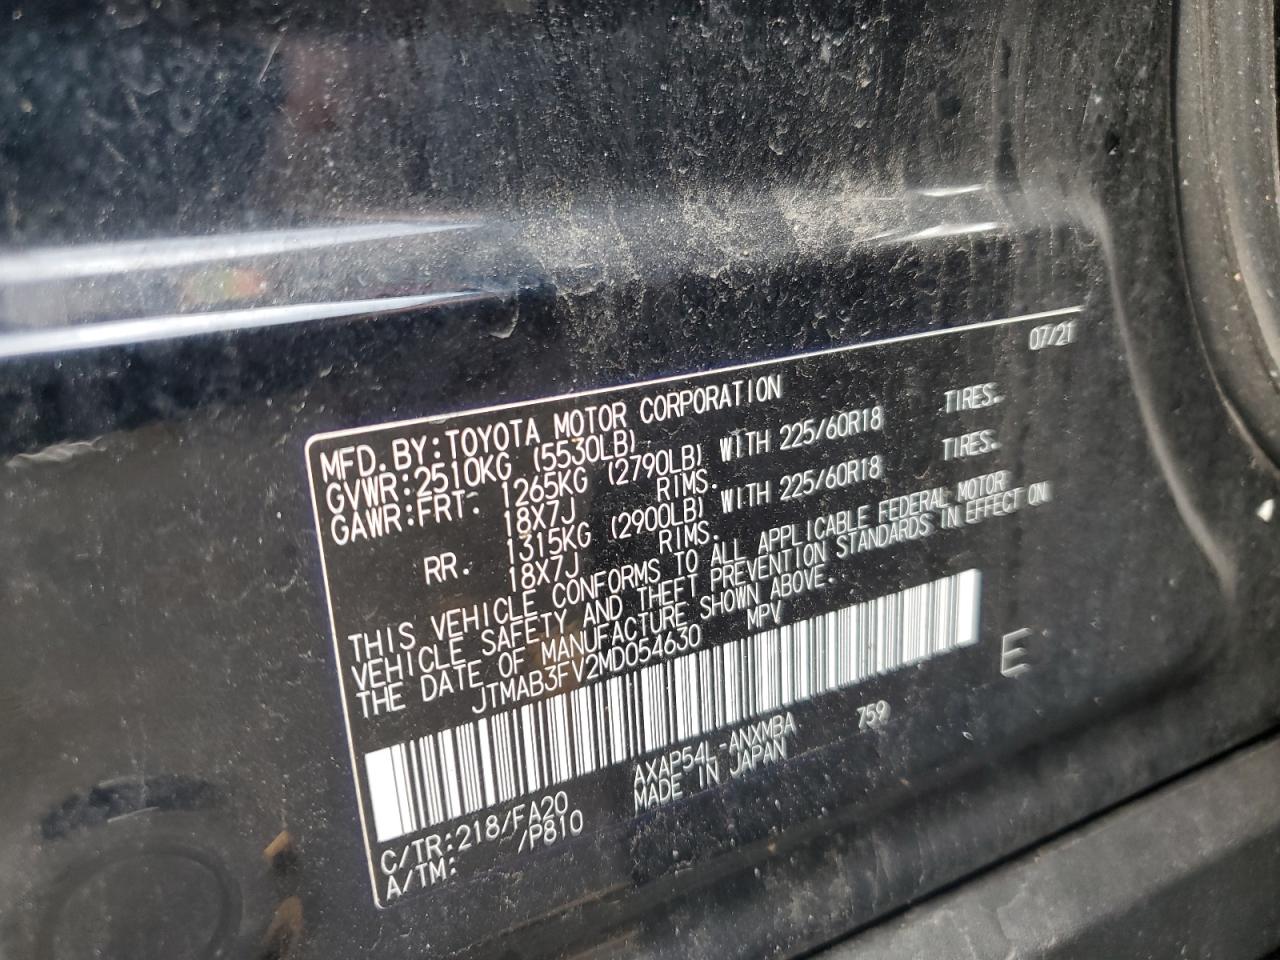 07/21
MFD.BY:TOYOTA MOTOR CORPORATION
GVWR:2510KG (5530LB)
GAWR:FRT. 1265KG (2790LB) WITH 225/60R18 TIRES.
18X7J RIMS.
RR. 1315KG (2900LB) WITH 225/60R18 TIRES.
18X7J RIMS.
THIS VEHICLE CONFORMS TO ALL APPLICABLE FEDERAL MOTOR
VEHICLE SAFETY AND THEFT PREVENTION STANDARDS IN EFFECT ON
THE DATE OF MANUFACTURE SHOWN ABOVE.
JTMAB3FV2MD054630 MPV
E
C/TR:218/FA20 AXAP54L-ANXMBA 759
A/TM: /P810 MADE IN JAPAN